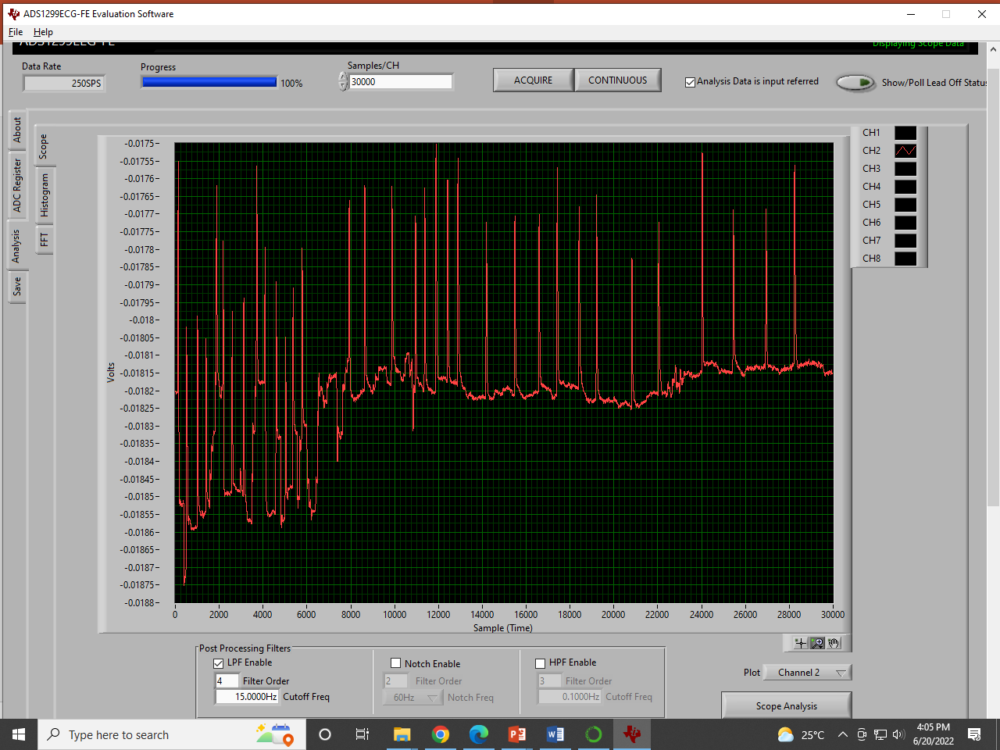 ADS1299ECG-FE Evaluation Software
File Help
ADS1299EEG-FE
Displaying Scope Data
Data Rate
250SPS
Progress
100%
Samples/CH
30000
ACQUIRE
CONTINUOUS
Analysis Data is input referred
Show/Poll Lead Off Status
About
ADC Register
Analysis
Save
Scope
Histogram
FFT
Volts
-0.0175
-0.01755
-0.0176
-0.01765
-0.0177
-0.01775
-0.0178
-0.01785
-0.0179
-0.01795
-0.018
-0.01805
-0.0181
-0.01815
-0.0182
-0.01825
-0.0183
-0.01835
-0.0184
-0.01845
-0.0185
-0.01855
-0.0186
-0.01865
-0.0187
-0.01875
-0.0188
0 2000 4000 6000 8000 10000 12000 14000 16000 18000 20000 22000 24000 26000 28000 30000
Sample (Time)
CH1
CH2
CH3
CH4
CH5
CH6
CH7
CH8
Post Processing Filters
LPF Enable
4 Filter Order
15.0000Hz Cutoff Freq
Notch Enable
2 Filter Order
60Hz Notch Freq
HPF Enable
3 Filter Order
0.1000Hz Cutoff Freq
Plot Channel 2
Scope Analysis
Type here to search
25°C
4:05 PM
6/20/2022